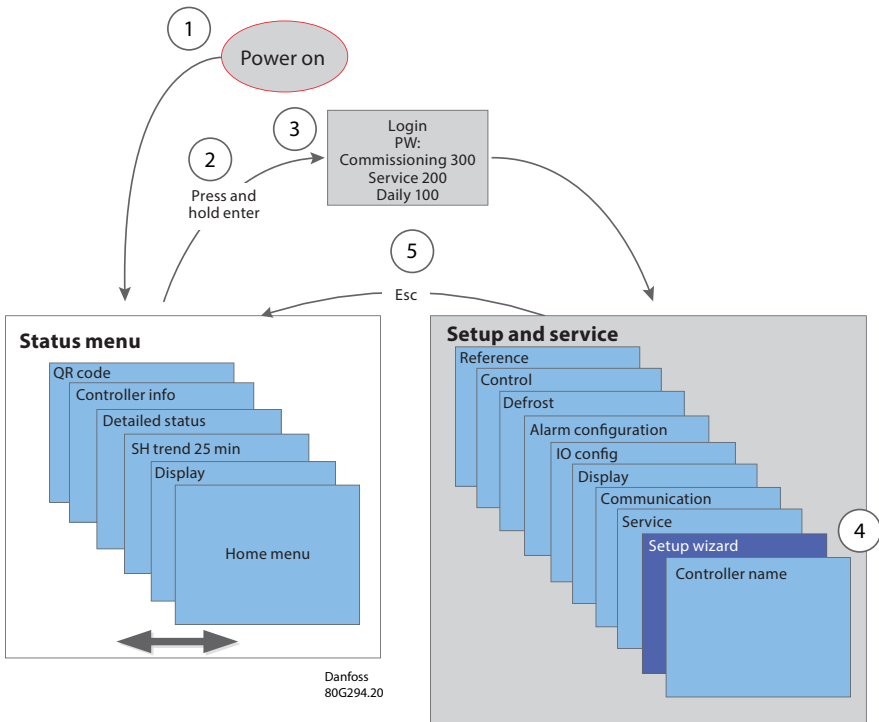 1
Power on
2
Press and
hold enter
3
Login
PW:
Commissioning 300
Service 200
Daily 100
5
Esc
Status menu
QR code
Controller info
Detailed status
SH trend 25 min
Display
Home menu
Setup and service
Reference
Control
Defrost
Alarm configuration
IO config
Display
Communication
Service
Setup wizard
4
Controller name
Danfoss
80G294.20